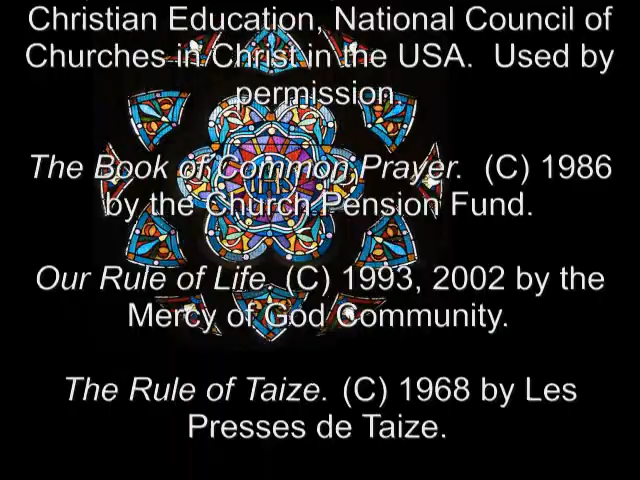 Christian Education, National Council of
Churches in Christ in the USA.  Used by
permission.
The Book of Common Prayer.  (C) 1986
by the Church Pension Fund.
Our Rule of Life.  (C) 1993, 2002 by the
Mercy of God Community.
The Rule of Taize.  (C) 1968 by Les
Presses de Taize.